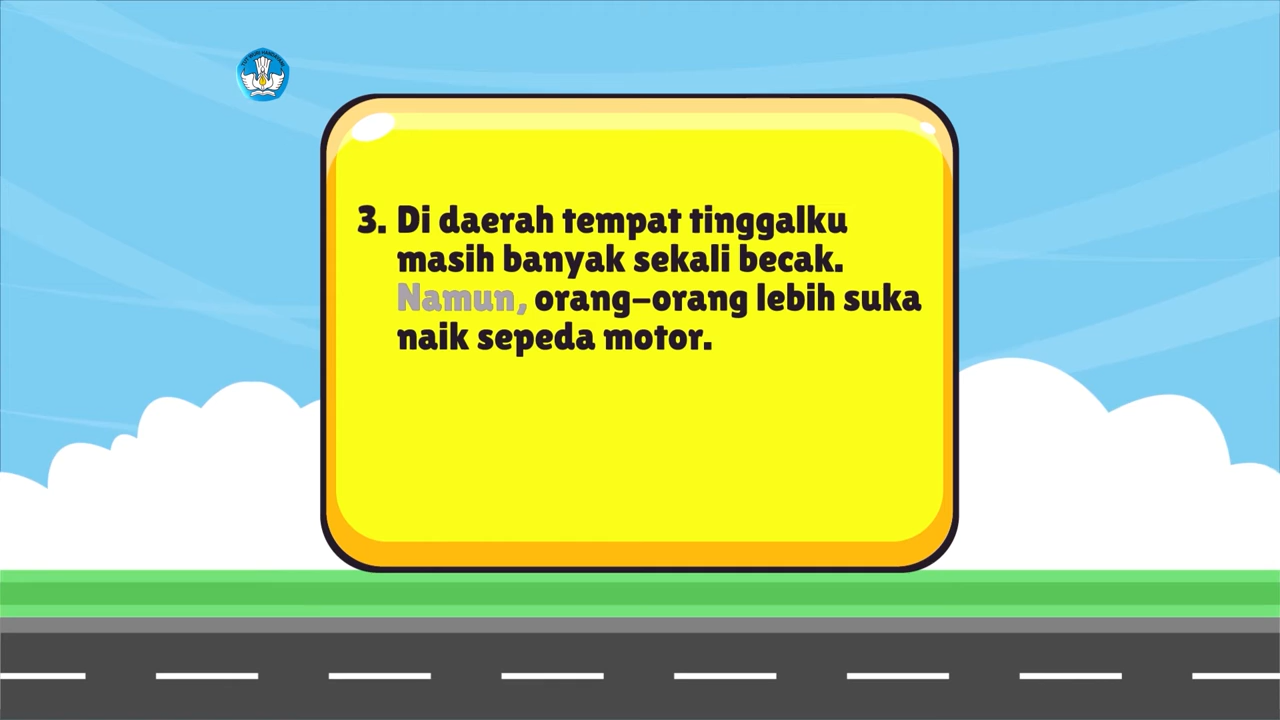 3. Di daerah tempat tinggalku
masih banyak sekali becak.
Namun, orang-orang lebih suka
naik sepeda motor.